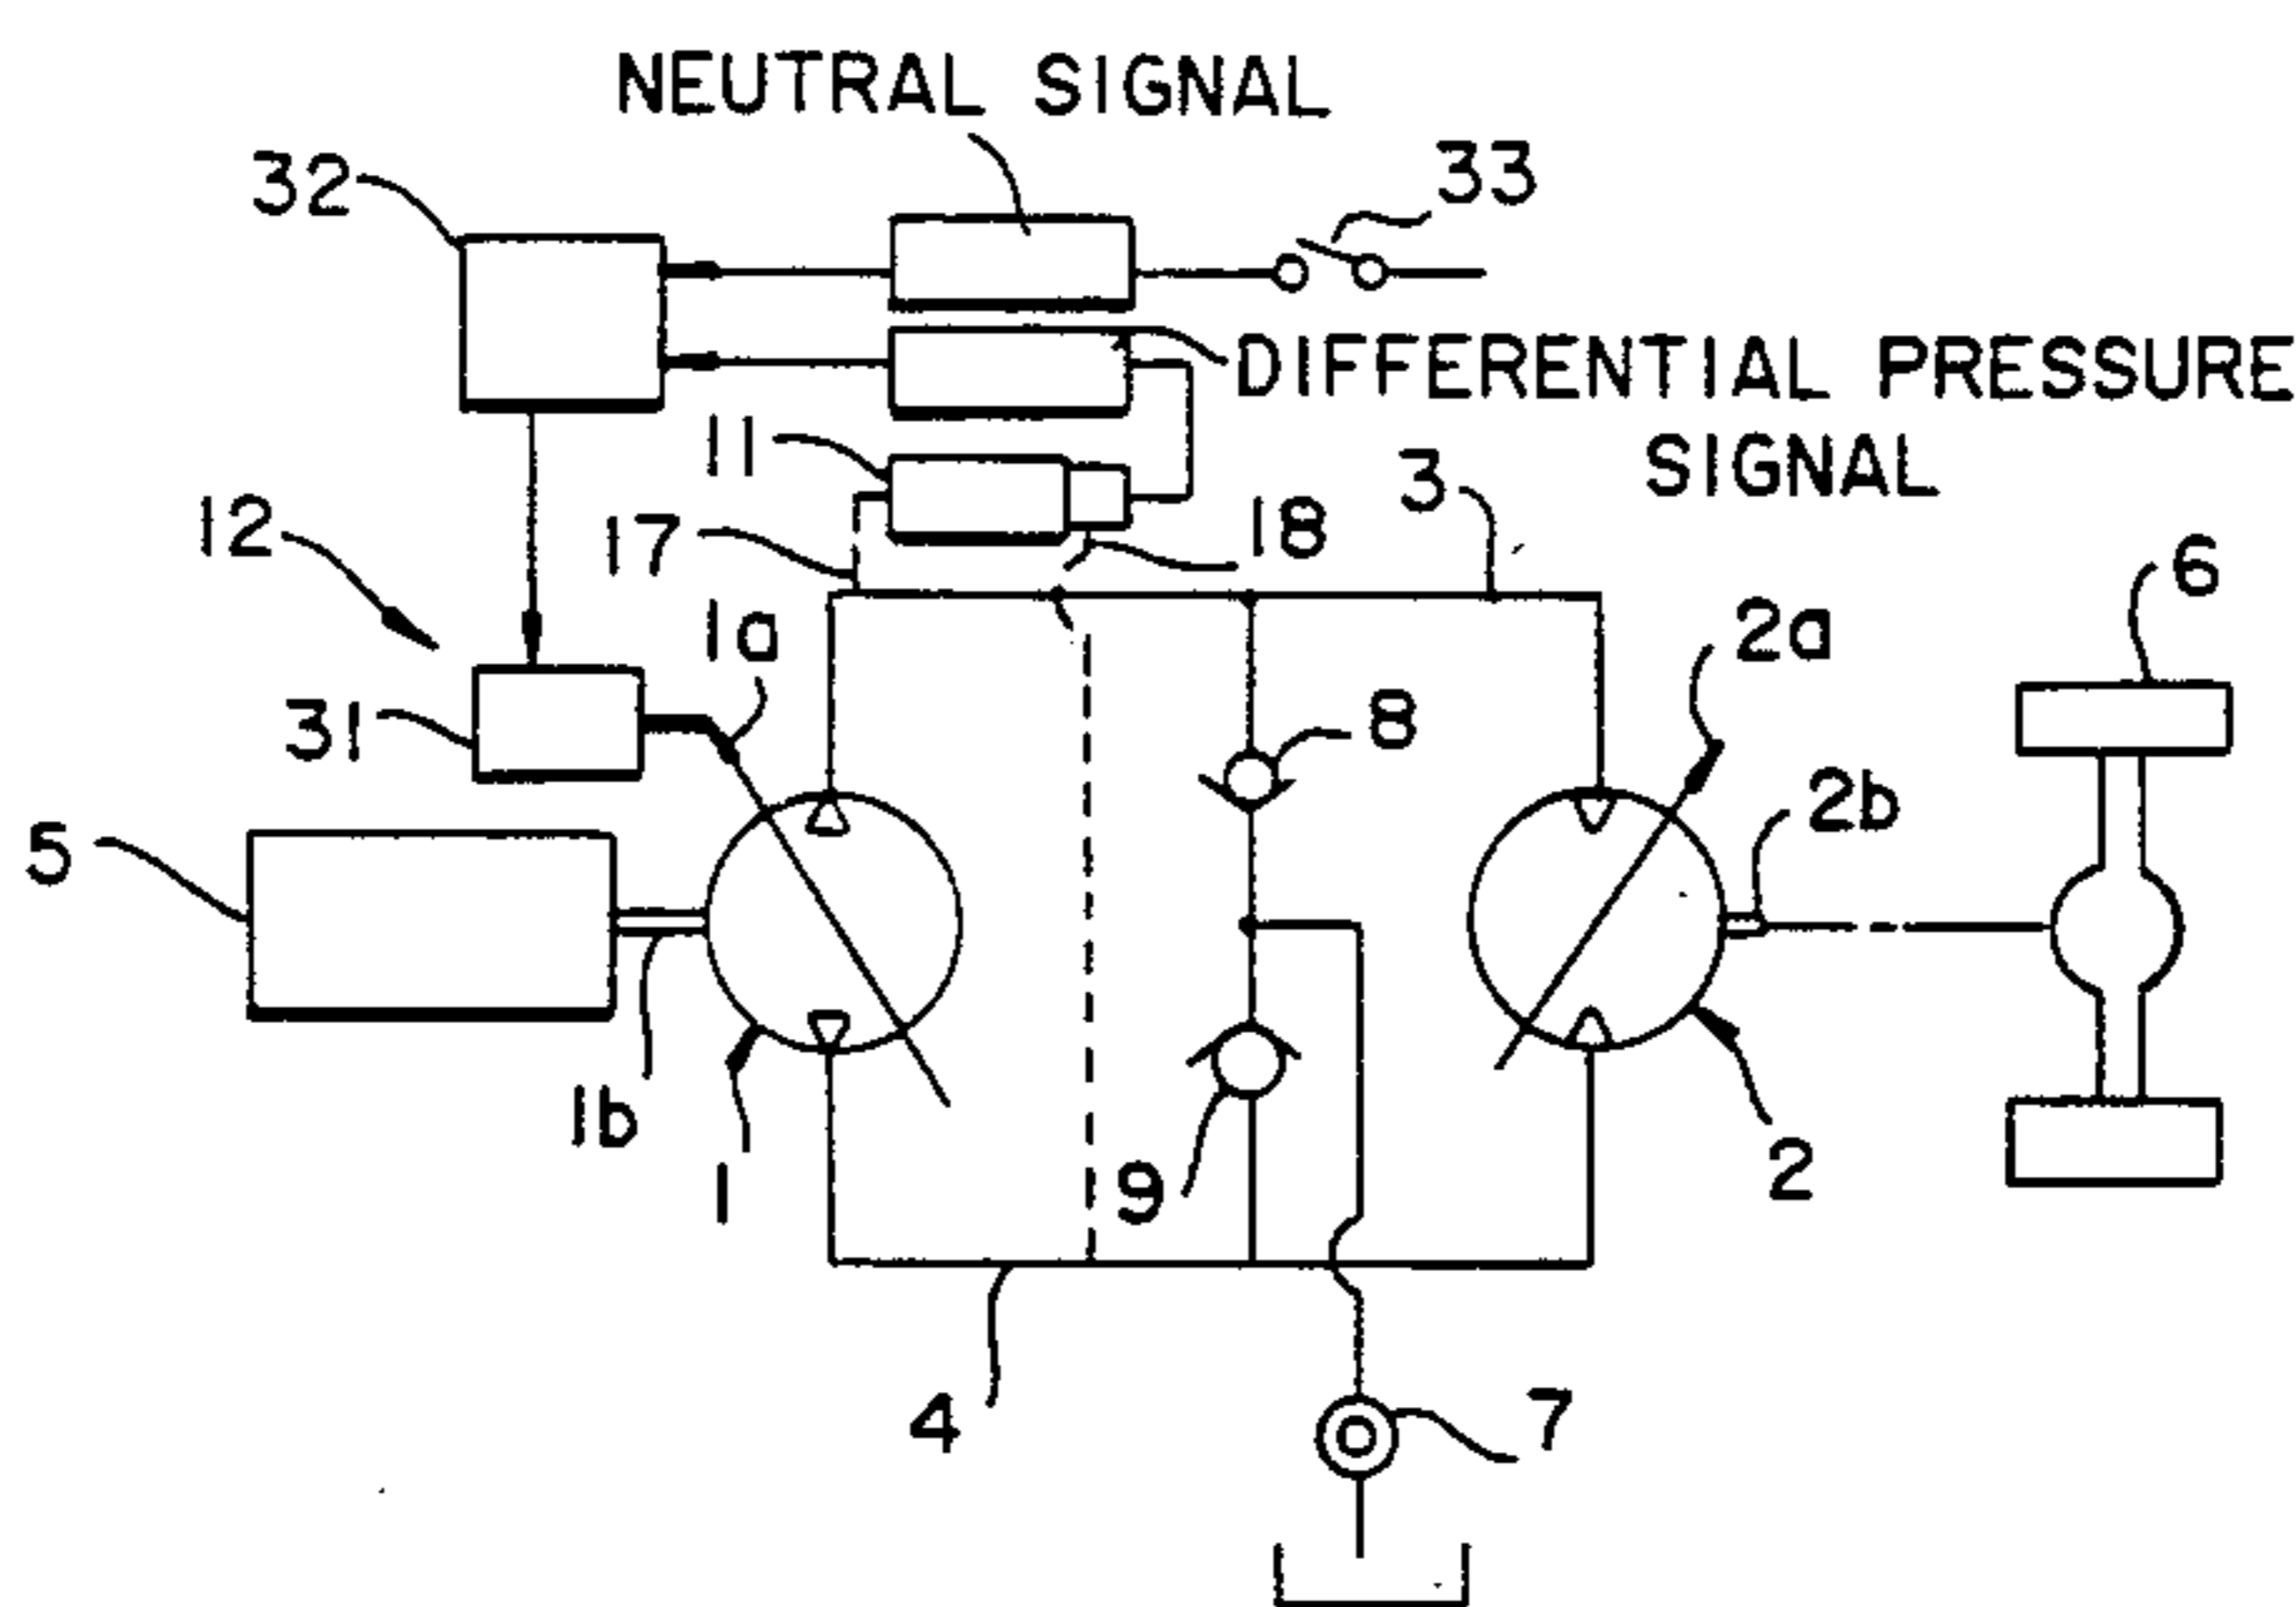 NEUTRAL SIGNAL
32
33
DIFFERENTIAL PRESSURE
SIGNAL
11
3
12
17
18
6
1a
2a
31
8
2b
5
1b
1
9
2
4
7